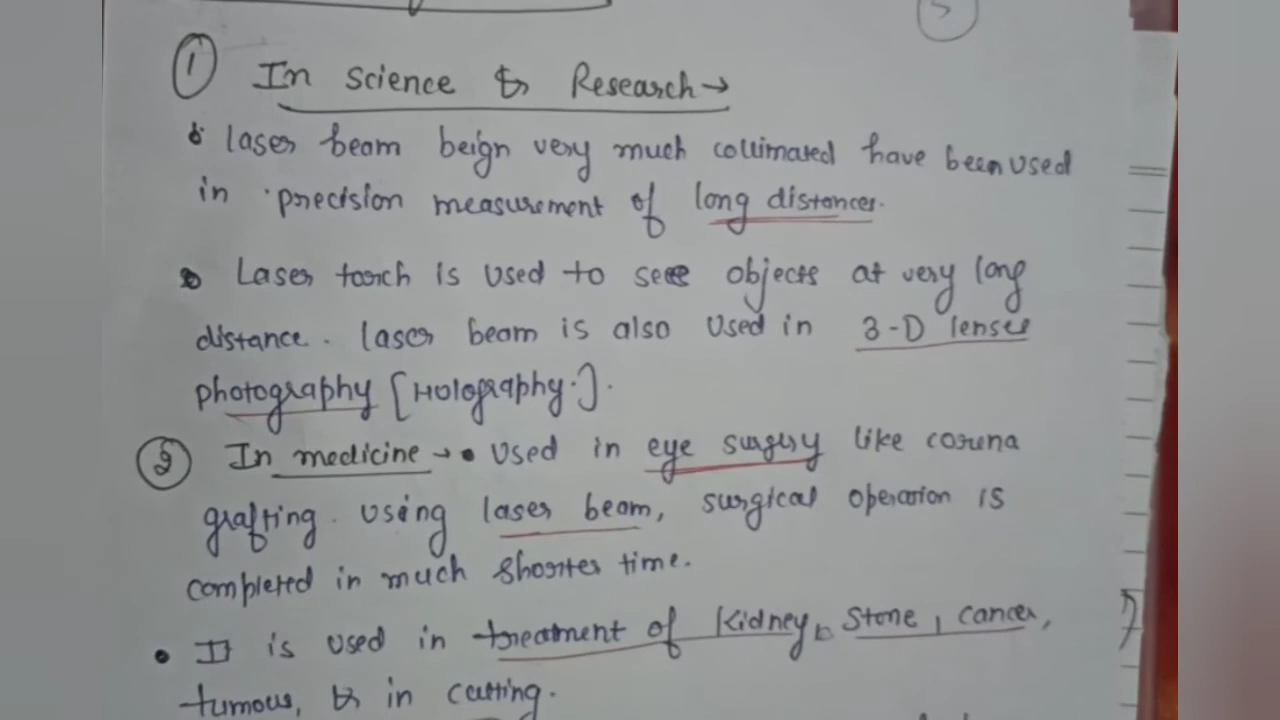 ① In Science & Research →
• laser beam beign very much collimated have been used
in precision measurement of long distances.
• Laser torch is used to see objects at very long
distance. laser beam is also used in 3-D lenses
photography [Holography.].
② In medicine → • Used in eye surgery like coruna
grafting. Using laser beam, surgical operation is
completed in much shorter time.
• It is used in treatment of Kidney, Stone, cancer,
tumous, & in cutting.